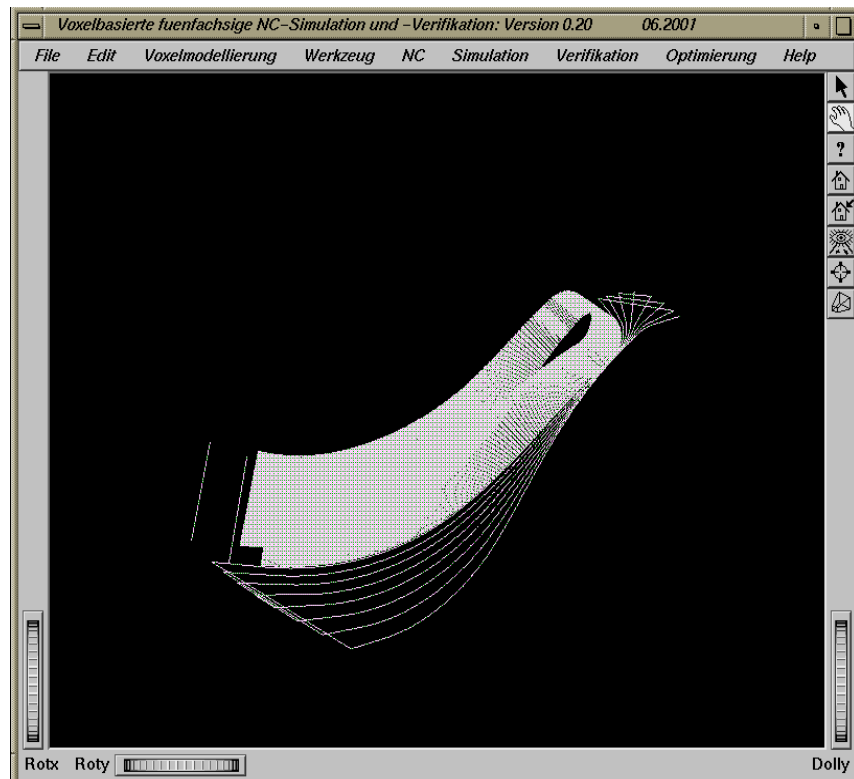 Voxelbasierte fuenfachsige NC-Simulation und -Verifikation: Version 0.20 06.2001
File Edit Voxelmodellierung Werkzeug NC Simulation Verifikation Optimierung Help
?
Rotx Roty Dolly